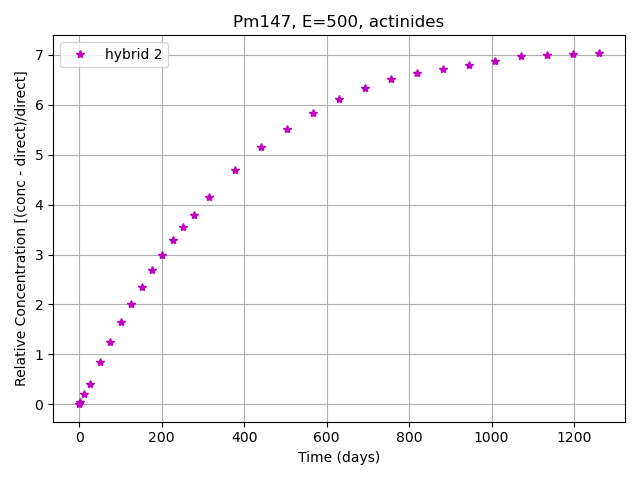 Pm147, E=500, actinides
hybrid 2
Relative Concentration [(conc - direct)/direct]
7
6
5
4
3
2
1
0
0 200 400 600 800 1000 1200
Time (days)